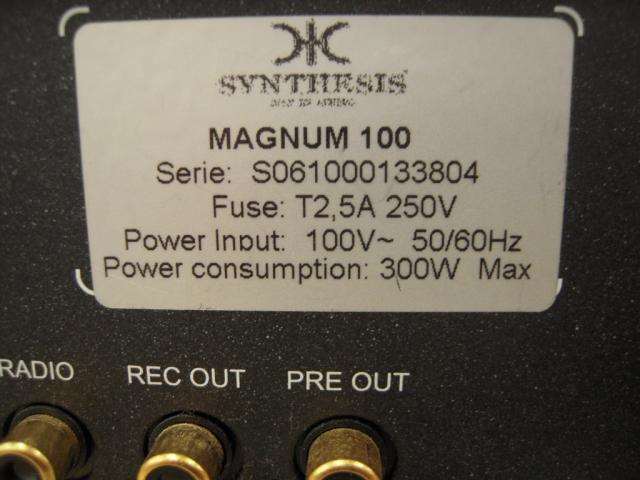 SYNTHESIS
MAGNUM 100
Serie: S061000133804
Fuse: T2,5A 250V
Power Input: 100V~ 50/60Hz
Power consumption: 300W Max
RADIO REC OUT PRE OUT